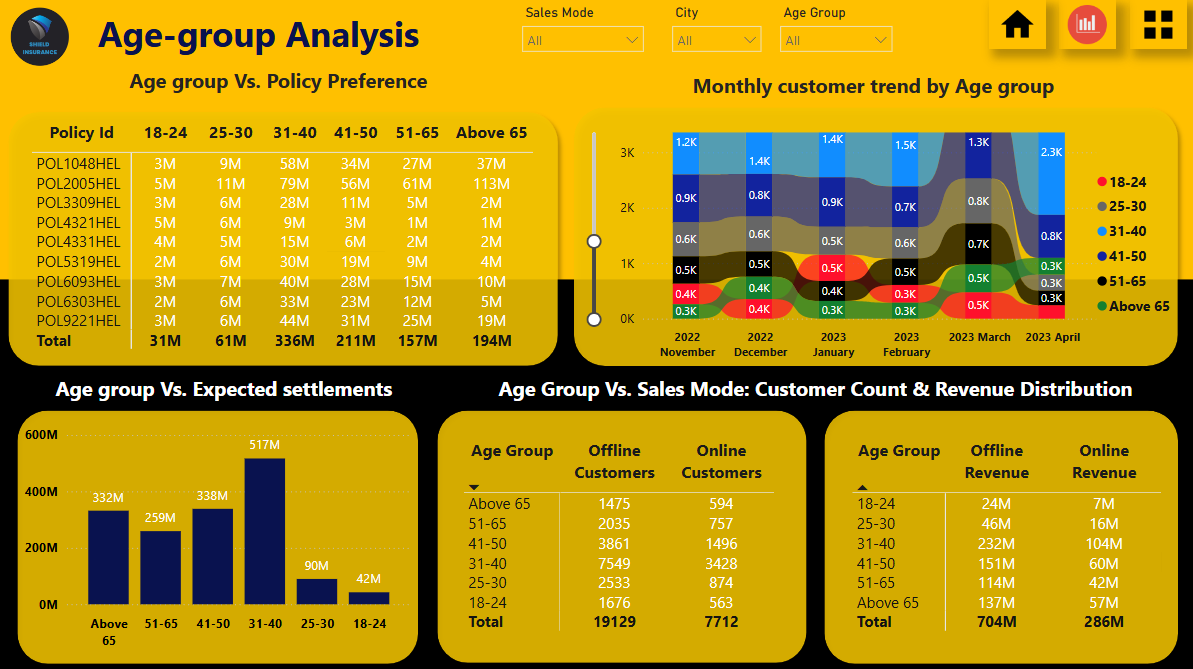 SHIELD
INSURANCE
Age-group Analysis
Sales Mode
All
City
All
Age Group
All
Age group Vs. Policy Preference
Policy Id 18-24 25-30 31-40 41-50 51-65 Above 65
POL1048HEL 3M 9M 58M 34M 27M 37M
POL2005HEL 5M 11M 79M 56M 61M 113M
POL3309HEL 3M 6M 28M 11M 5M 2M
POL4321HEL 5M 6M 9M 3M 1M 1M
POL4331HEL 4M 5M 15M 6M 2M 2M
POL5319HEL 2M 6M 30M 19M 9M 4M
POL6093HEL 3M 7M 40M 28M 15M 10M
POL6303HEL 2M 6M 33M 23M 12M 5M
POL9221HEL 3M 6M 44M 31M 25M 19M
Total 31M 61M 336M 211M 157M 194M
Monthly customer trend by Age group
3K
2K
1K
0K
1.2K
0.9K
0.6K
0.5K
0.4K
0.3K
1.4K
0.8K
0.6K
0.5K
0.4K
0.4K
1.4K
0.9K
0.5K
0.5K
0.4K
0.3K
1.5K
0.7K
0.6K
0.5K
0.3K
0.3K
1.3K
0.8K
0.7K
0.5K
0.5K
2.3K
0.8K
0.3K
0.3K
0.3K
2022
November
2022
December
2023
January
2023
February
2023 March
2023 April
18-24
25-30
31-40
41-50
51-65
Above 65
Age group Vs. Expected settlements
600M
400M
200M
0M
332M
259M
338M
517M
90M
42M
Above
65
51-65
41-50
31-40
25-30
18-24
Age Group Vs. Sales Mode: Customer Count & Revenue Distribution
Age Group Offline Online
Customers Customers
Above 65 1475 594
51-65 2035 757
41-50 3861 1496
31-40 7549 3428
25-30 2533 874
18-24 1676 563
Total 19129 7712
Age Group Offline Online
Revenue Revenue
18-24 24M 7M
25-30 46M 16M
31-40 232M 104M
41-50 151M 60M
51-65 114M 42M
Above 65 137M 57M
Total 704M 286M